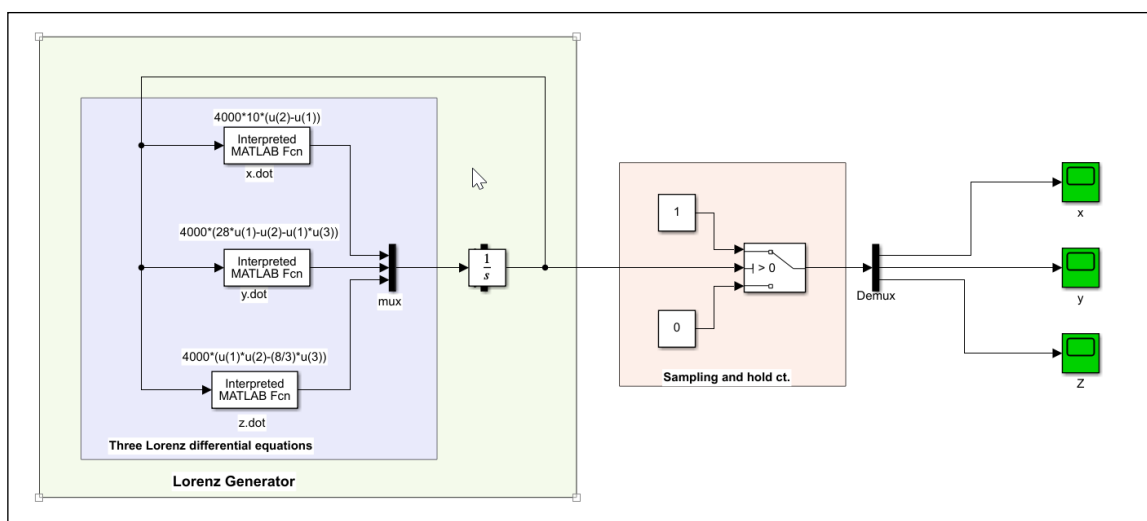 4000*10*(u(2)-u(1))
Interpreted
MATLAB Fcn
x.dot
4000*(28*u(1)-u(2)-u(1)*u(3))
Interpreted
MATLAB Fcn
y.dot
mux
1
s
4000*(u(1)*u(2)-(8/3)*u(3))
Interpreted
MATLAB Fcn
z.dot
Three Lorenz differential equations
Lorenz Generator
1
> 0
0
Sampling and hold ct.
Demux
x
y
Z